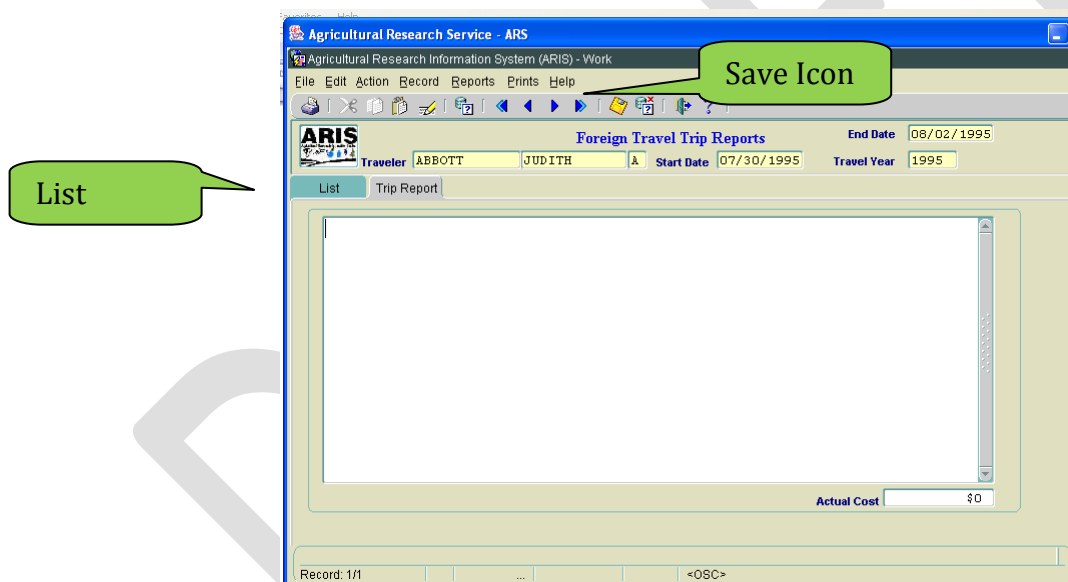 Favorites Help
Agricultural Research Service - ARS
Agricultural Research Information System (ARIS) - Work
Save Icon
File Edit Action Record Reports Prints Help
ARIS
Foreign Travel Trip Reports
End Date 08/02/1995
Traveler ABBOTT JUDITH A Start Date 07/30/1995 Travel Year 1995
List
List Trip Report
Actual Cost $0
Record: 1/1 ... <OSC>